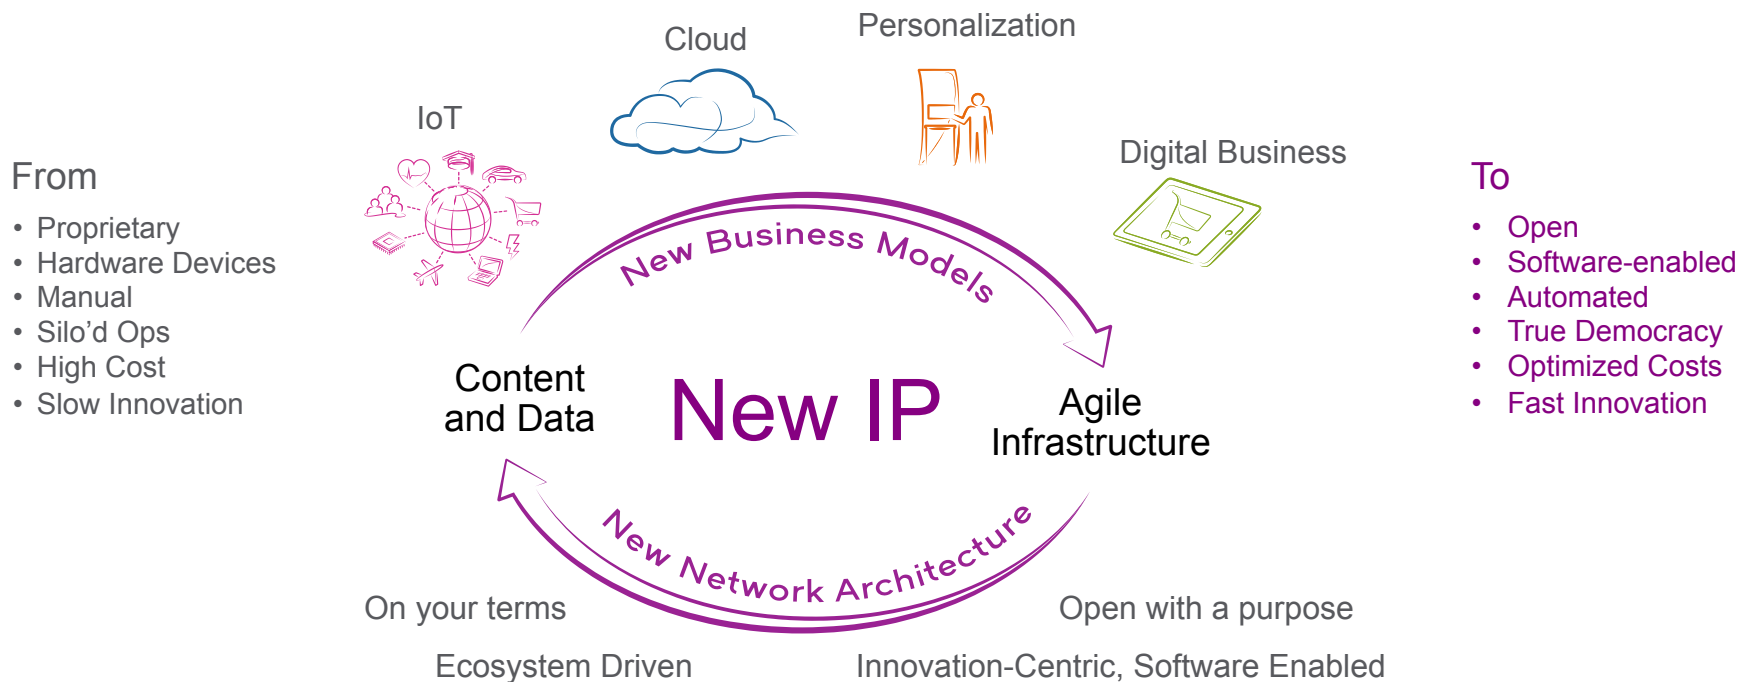 Personalization
Cloud
IoT
Digital Business
From
• Proprietary
• Hardware Devices
• Manual
• Silo’d Ops
• High Cost
• Slow Innovation
New Business Models
Content
and Data
New IP
Agile
Infrastructure
New Network Architecture
To
• Open
• Software-enabled
• Automated
• True Democracy
• Optimized Costs
• Fast Innovation
On your terms
Open with a purpose
Ecosystem Driven
Innovation-Centric, Software Enabled